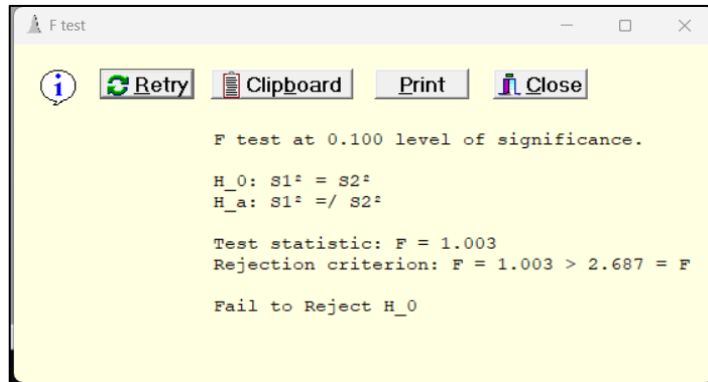 F test
Retry
Clipboard
Print
Close
F test at 0.100 level of significance.
H_0: S1² = S2²
H_a: S1² =/ S2²
Test statistic: F = 1.003
Rejection criterion: F = 1.003 > 2.687 = F
Fail to Reject H_0